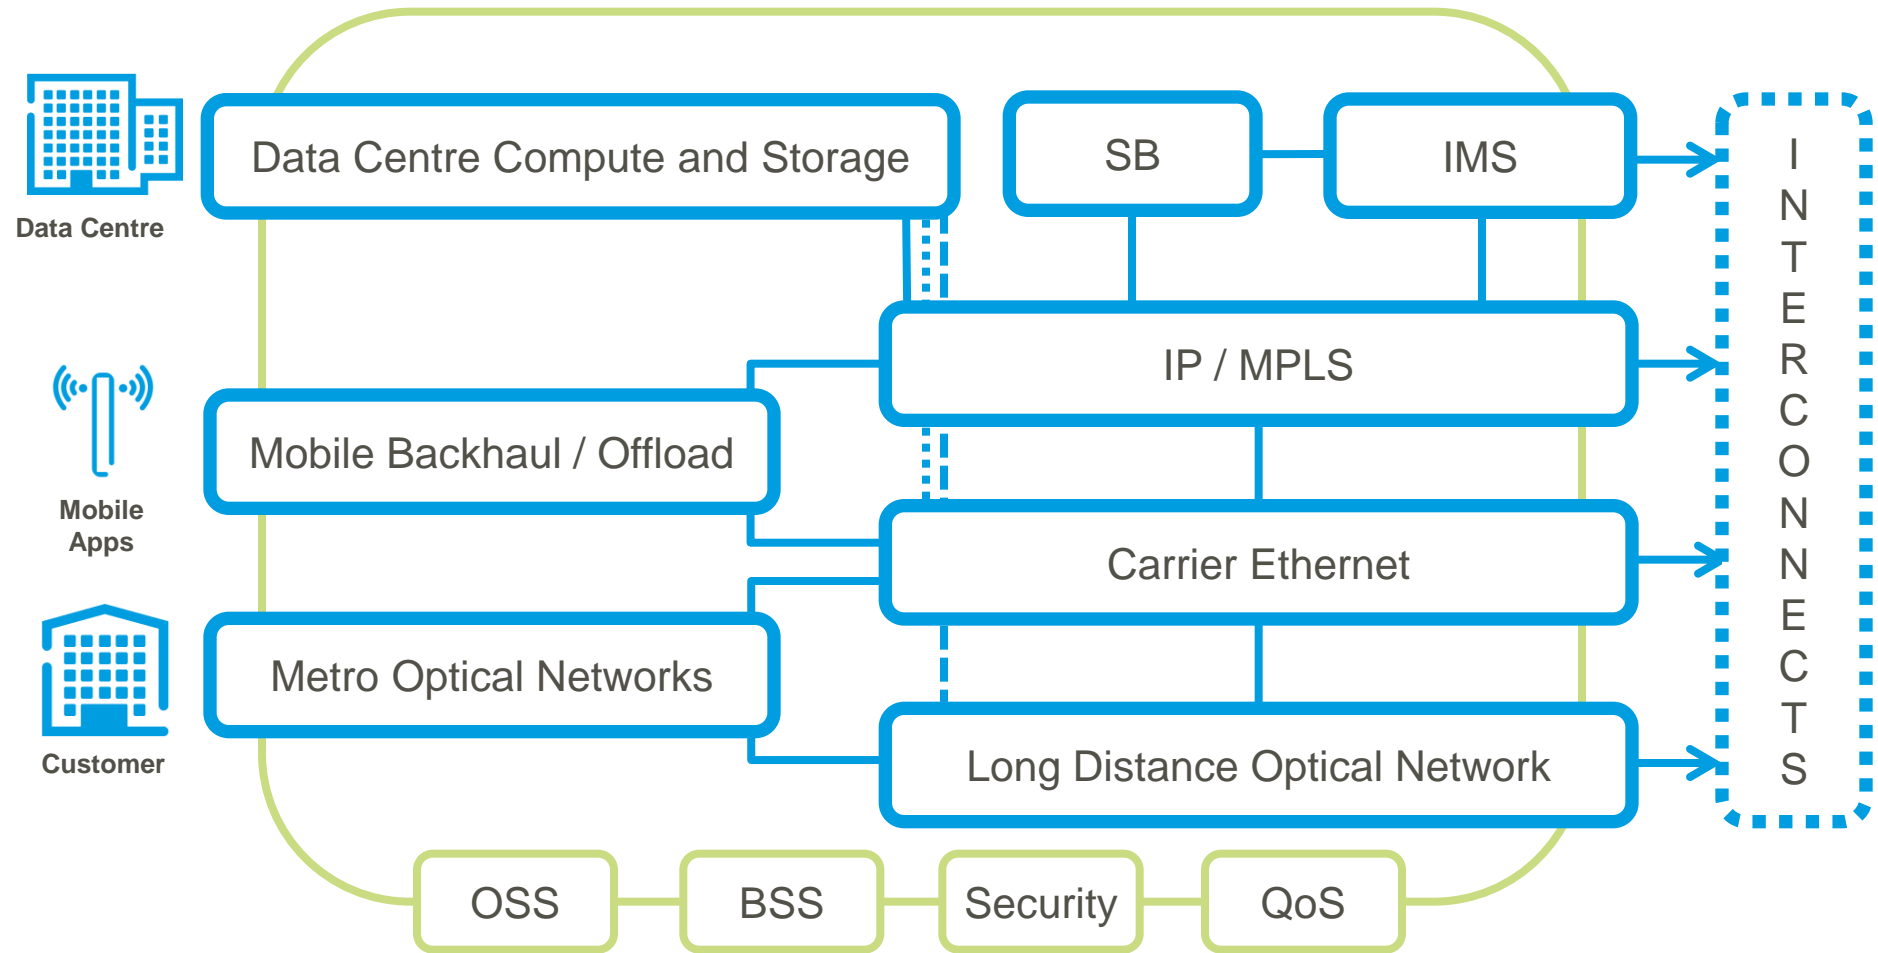 Data Centre Compute and Storage
SB
IMS
Data Centre
IP / MPLS
Mobile Backhaul / Offload
Mobile
Apps
Carrier Ethernet
Metro Optical Networks
Customer
Long Distance Optical Network
I
N
T
E
R
C
O
N
N
E
C
T
S
OSS
BSS
Security
QoS